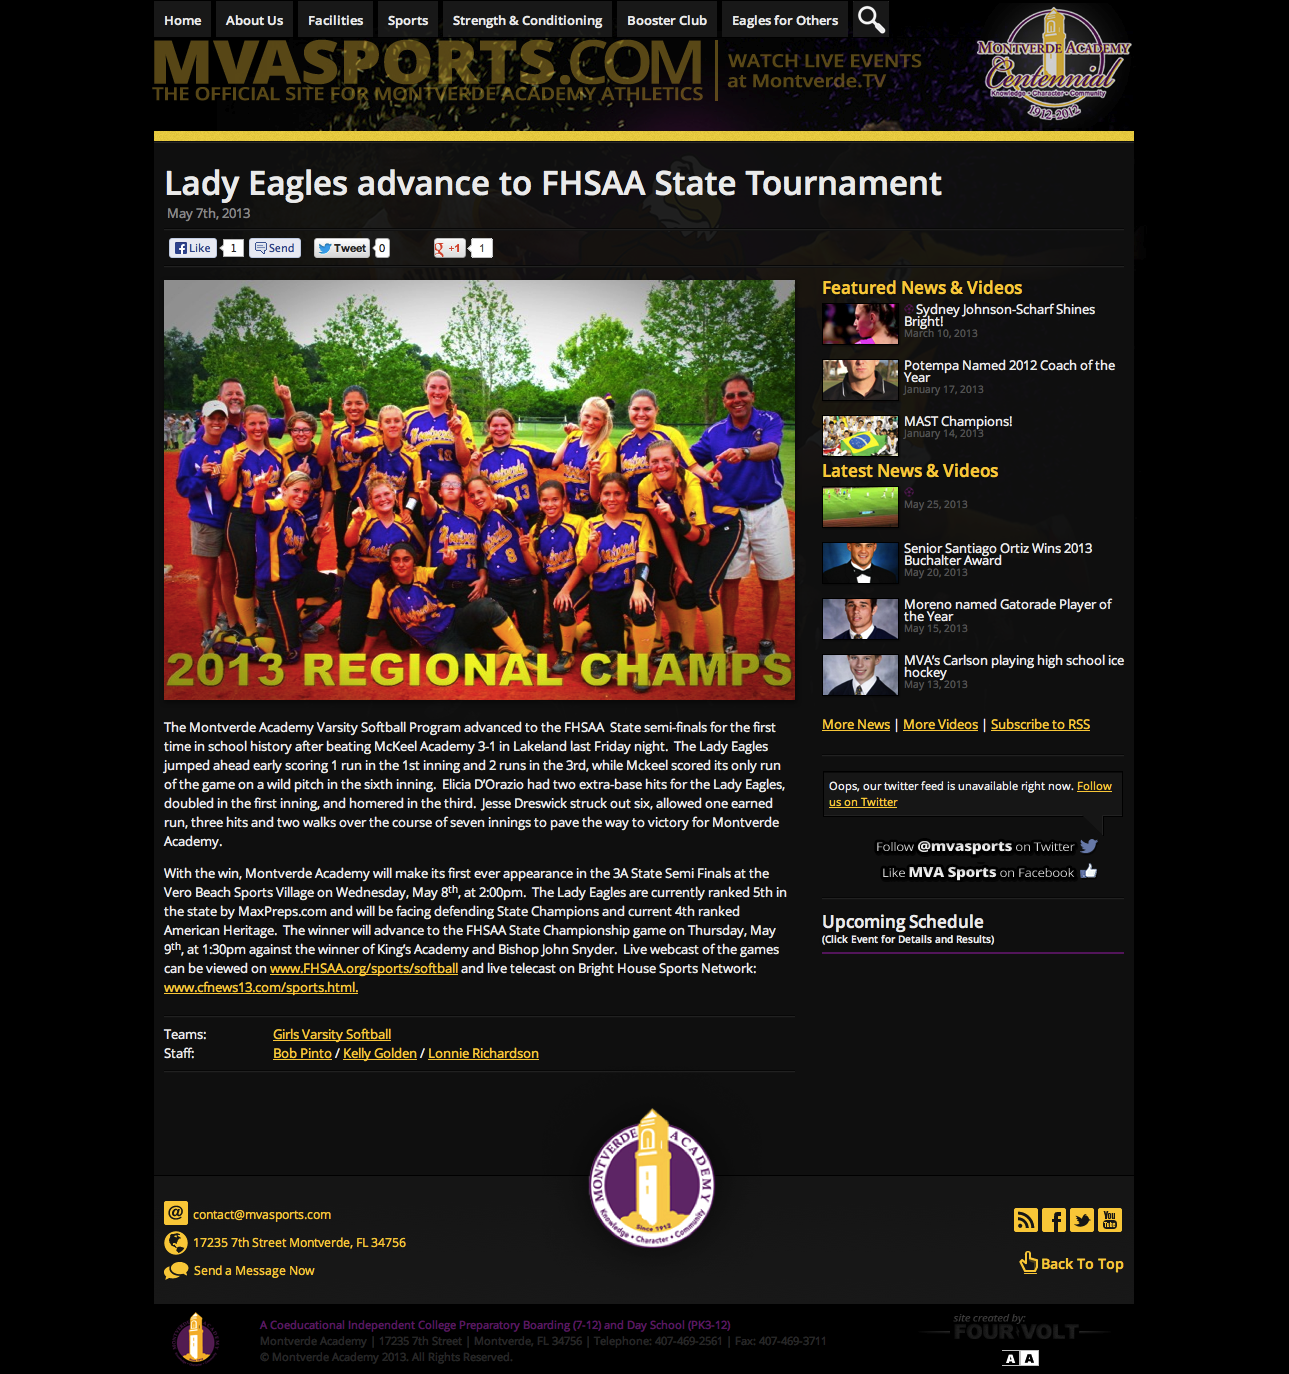 Home
About Us
Facilities
Sports
Strength & Conditioning
Booster Club
Eagles for Others
MVASPORTS.COM
THE OFFICIAL SITE FOR MONTVERDE ACADEMY ATHLETICS
WATCH LIVE EVENTS
at Montverde.TV
MONTVERDE ACADEMY
Centennial
Knowledge • Character • Community
1912-2012
Lady Eagles advance to FHSAA State Tournament
May 7th, 2013
Like 1 Send Tweet 0 +1 1
2013 REGIONAL CHAMPS
The Montverde Academy Varsity Softball Program advanced to the FHSAA State semi-finals for the first
time in school history after beating McKeel Academy 3-1 in Lakeland last Friday night. The Lady Eagles
jumped ahead early scoring 1 run in the 1st inning and 2 runs in the 3rd, while Mckeel scored its only run
of the game on a wild pitch in the sixth inning. Elicia D'Orazio had two extra-base hits for the Lady Eagles,
doubled in the first inning, and homered in the third. Jesse Dreswick struck out six, allowed one earned
run, three hits and two walks over the course of seven innings to pave the way to victory for Montverde
Academy.
With the win, Montverde Academy will make its first ever appearance in the 3A State Semi Finals at the
Vero Beach Sports Village on Wednesday, May 8th, at 2:00pm. The Lady Eagles are currently ranked 5th in
the state by MaxPreps.com and will be facing defending State Champions and current 4th ranked
American Heritage. The winner will advance to the FHSAA State Championship game on Thursday, May
9th, at 1:30pm against the winner of King's Academy and Bishop John Snyder. Live webcast of the games
can be viewed on www.FHSAA.org/sports/softball and live telecast on Bright House Sports Network:
www.cfnews13.com/sports.html.
Teams: Girls Varsity Softball
Staff: Bob Pinto / Kelly Golden / Lonnie Richardson
Featured News & Videos
Sydney Johnson-Scharf Shines
Bright!
March 10, 2013
Potempa Named 2012 Coach of the
Year
January 17, 2013
MAST Champions!
January 14, 2013
Latest News & Videos
May 25, 2013
Senior Santiago Ortiz Wins 2013
Buchalter Award
May 20, 2013
Moreno named Gatorade Player of
the Year
May 15, 2013
MVA's Carlson playing high school ice
hockey
May 13, 2013
More News | More Videos | Subscribe to RSS
Oops, our twitter feed is unavailable right now. Follow
us on Twitter
Follow @mvasports on Twitter
Like MVA Sports on Facebook
Upcoming Schedule
(Click Event for Details and Results)
MONTVERDE ACADEMY
Since 1912
Knowledge • Character • Community
contact@mvasports.com
17235 7th Street Montverde, FL 34756
Send a Message Now
You Tube
Back To Top
A Coeducational Independent College Preparatory Boarding (7-12) and Day School (PK3-12)
Montverde Academy | 17235 7th Street | Montverde, FL 34756 | Telephone: 407-469-2561 | Fax: 407-469-3711
© Montverde Academy 2013. All Rights Reserved.
site created by:
FOUR VOLT
A A